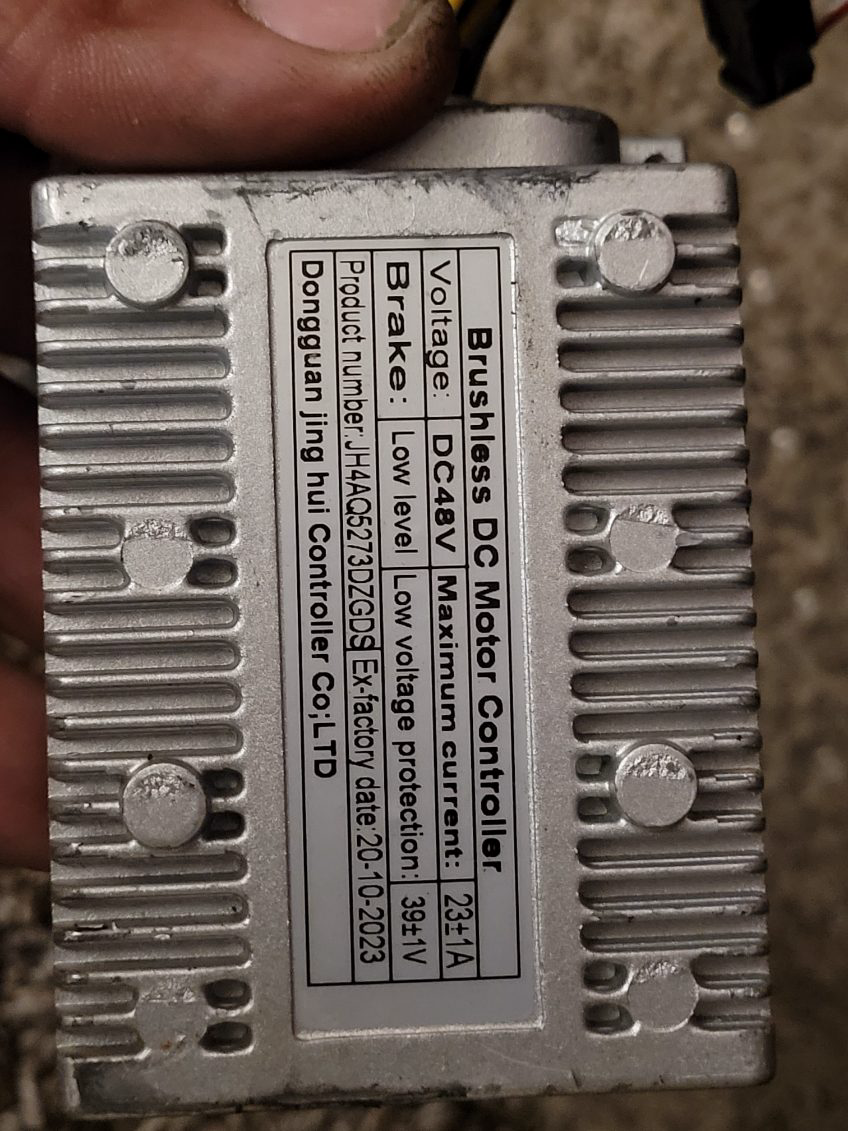 Brushless DC Motor Controller
Voltage: DC48V Maximum current: 23±1A
Brake: Low level Low voltage protection: 39±1V
Product number:JH4AQ5273DZGDS Ex-factory date:20-10-2023
Dongguan jing hui Controller Co;LTD